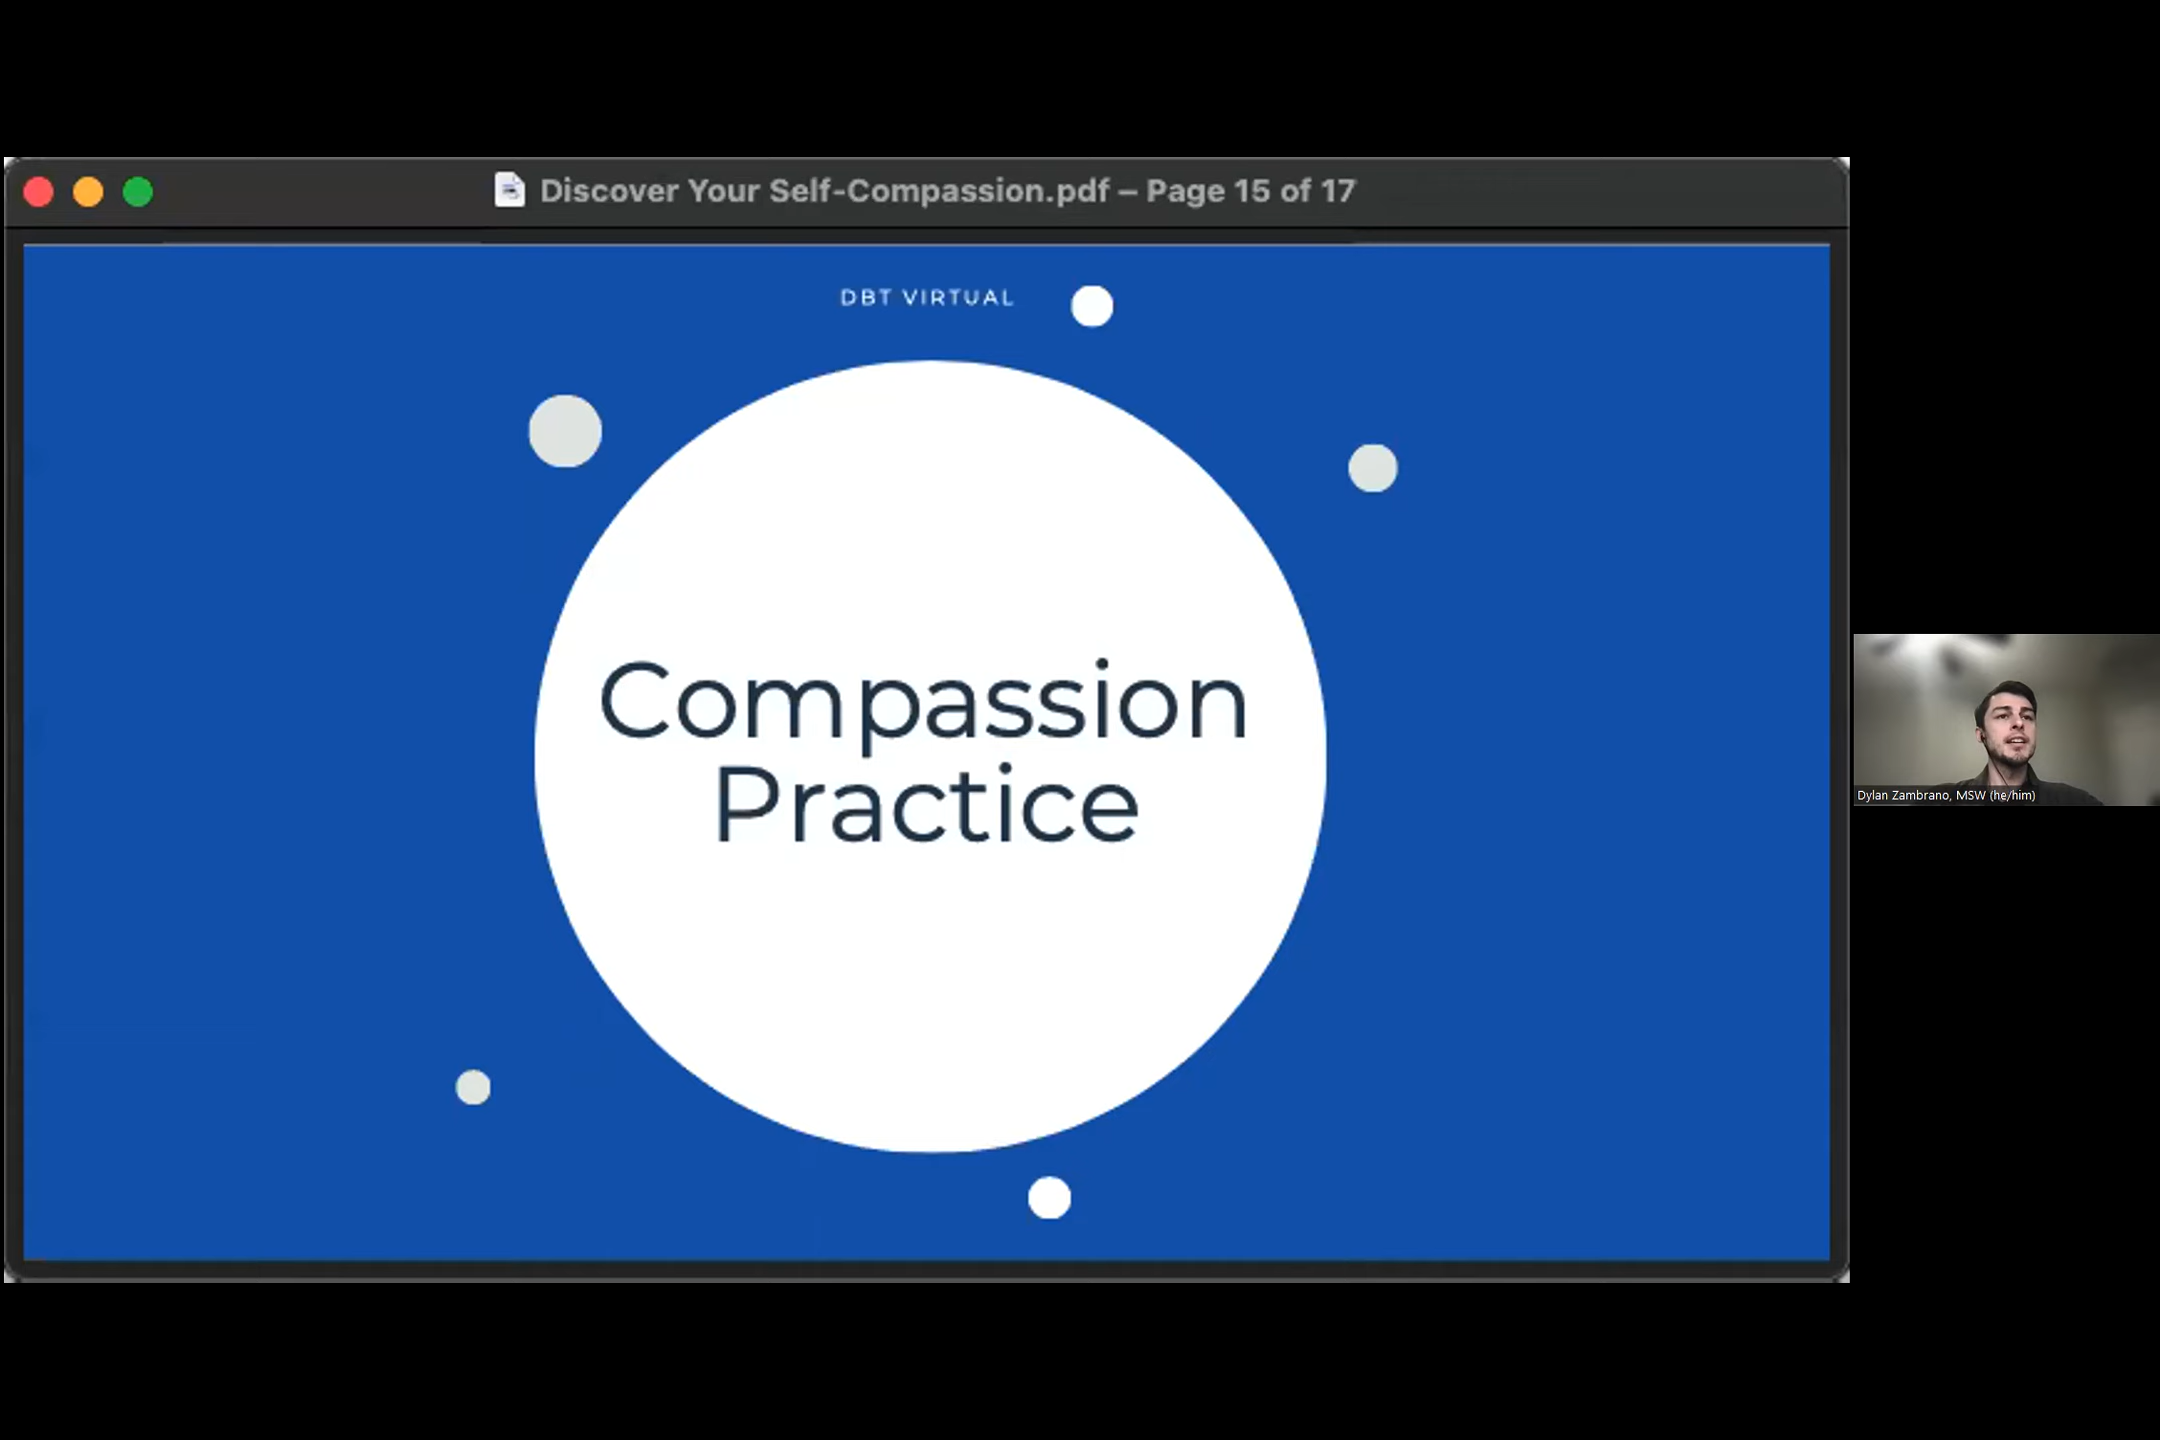 Discover Your Self-Compassion.pdf – Page 15 of 17
DBT VIRTUAL
Compassion
Practice
Dylan Zambrano, MSW (he/him)